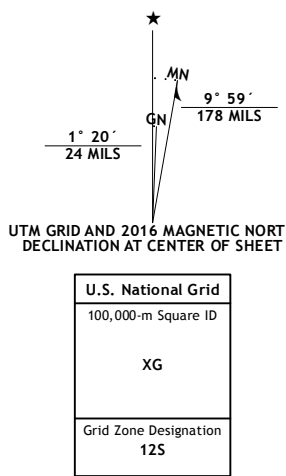 ★
MN
GN
9° 59´
178 MILS
1° 20´
24 MILS
UTM GRID AND 2016 MAGNETIC NORT
DECLINATION AT CENTER OF SHEET
U.S. National Grid
100,000-m Square ID
XG
Grid Zone Designation
12S